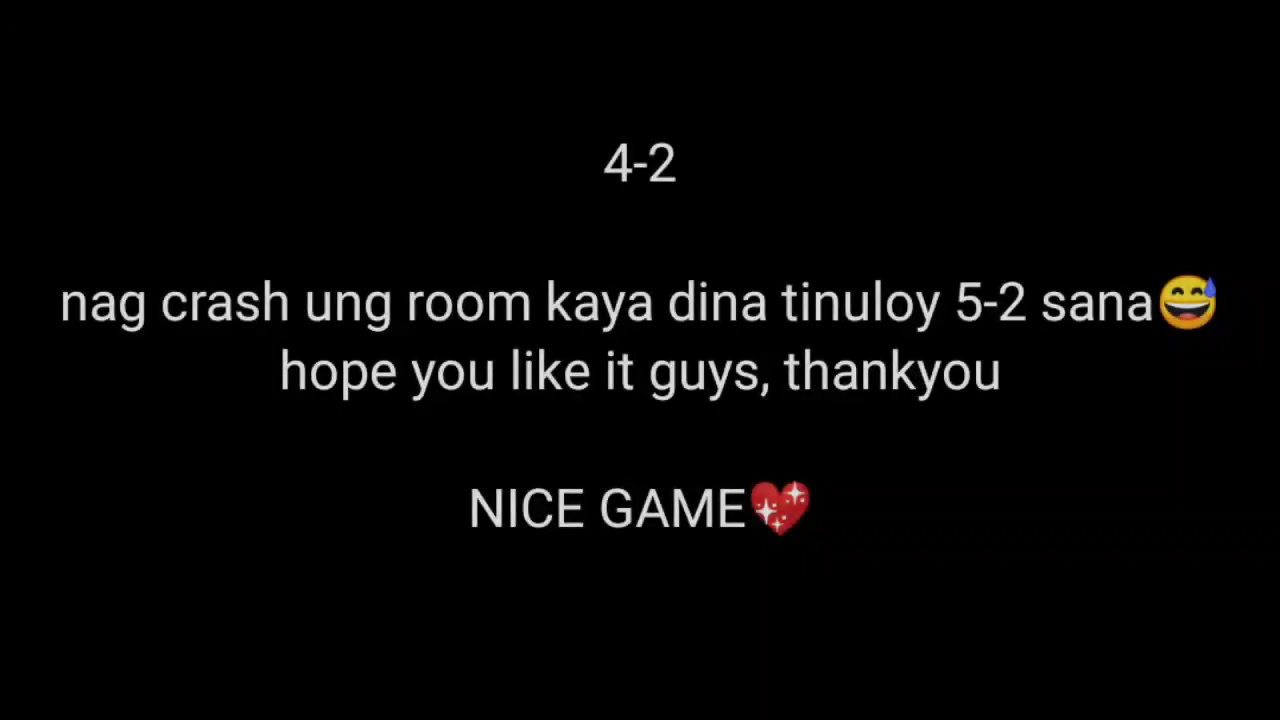 4-2
nag crash ung room kaya dina tinuloy 5-2 sana😅
hope you like it guys, thankyou
NICE GAME💖